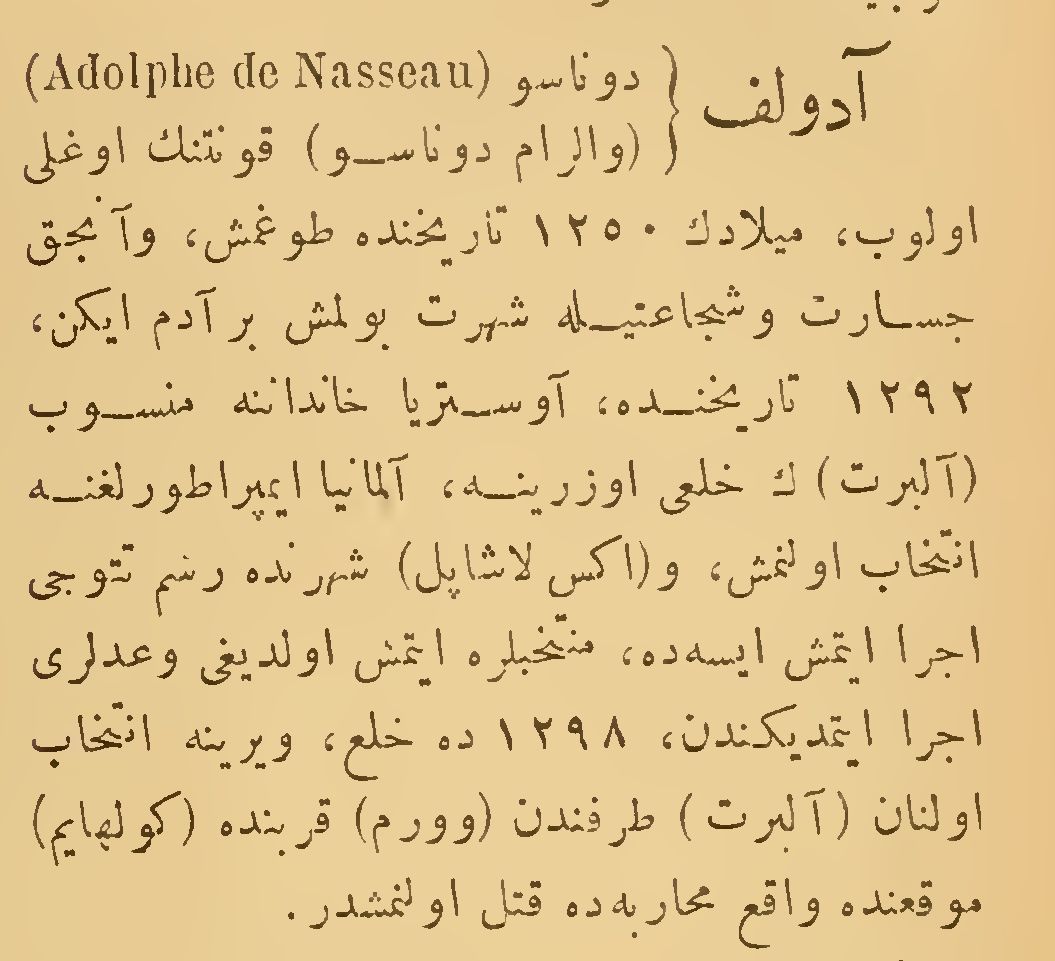 آدولف } دوناسو (Adolphe de Nasseau)
(والرام دوناسو) قونتنك اوغلی
اولوب، میلادك ۱۲۵۰ تاریخنده طوغمش، وآنجق
جسارت وشجاعتیله شهرت بولمش بر آدم ایكن،
۱۲۹۲ تاریخنده، آوستریا خاندانه منسوب
(آلبرت) ك خلعی اوزرینه، آلمانیا ایمپراطورلغنه
انتخاب اولنمش، و(اكس لاشاپل) شهرنده رسم تتوجی
اجرا ایتمش ایسه‌ده، منتخبلره ایتمش اولدیغی وعدلری
اجرا ایتمدیكندن، ۱۲۹۸ ده خلع، ویرینه انتخاب
اولنان (آلبرت) طرفندن (وورم) قربنده (كولهایم)
موقعنده واقع محاربه‌ده قتل اولنمشدر.